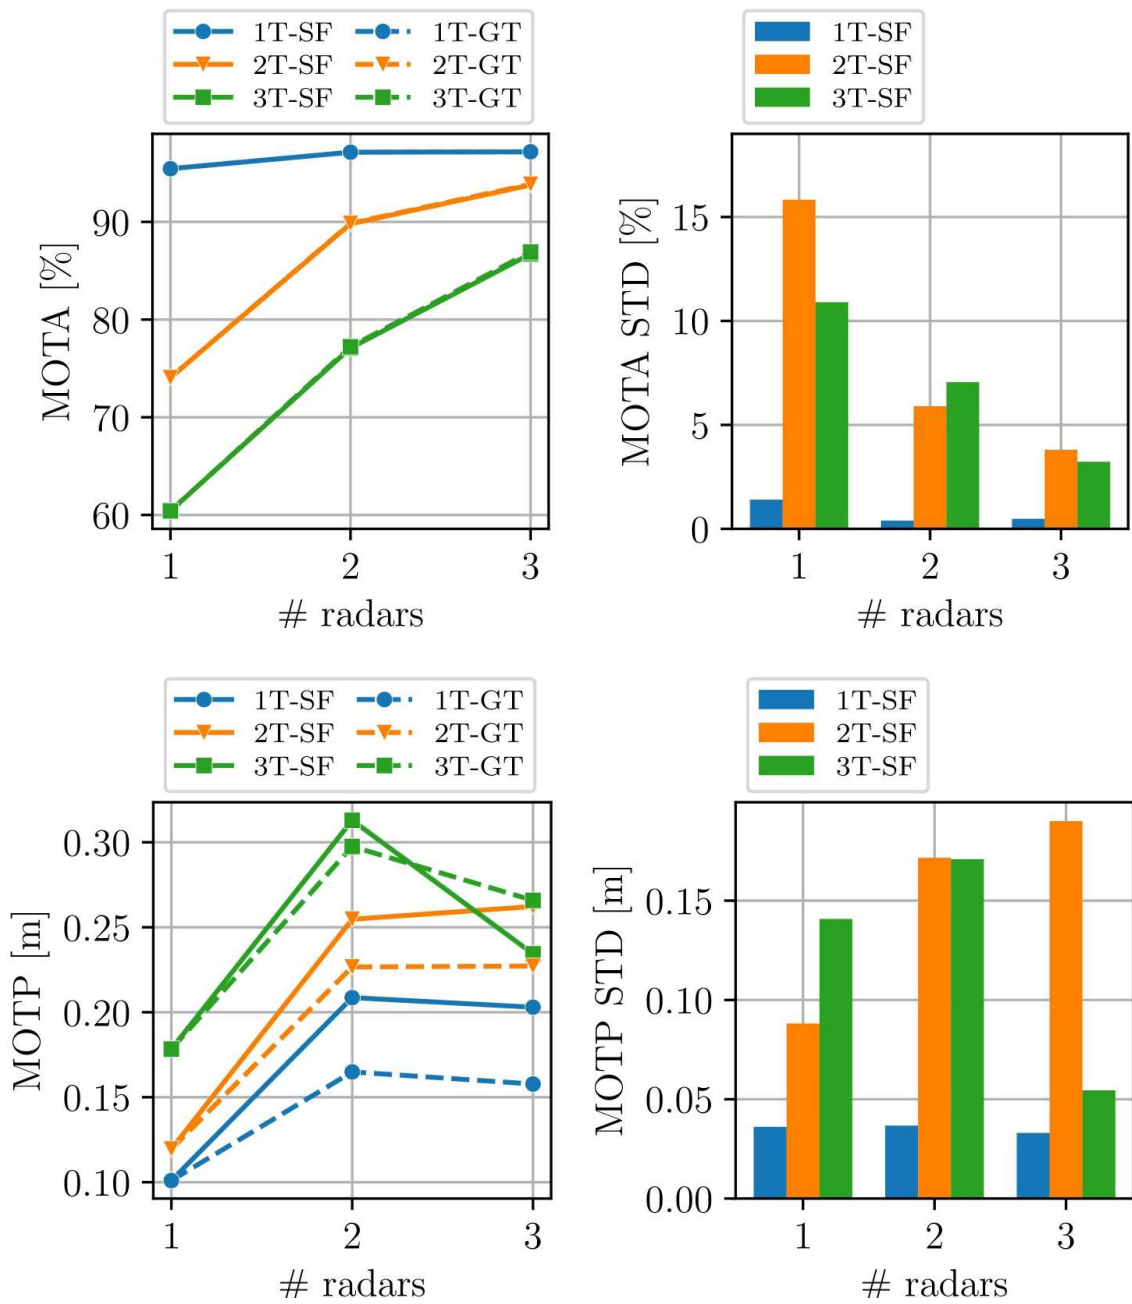 1T-SF 1T-GT
2T-SF 2T-GT
3T-SF 3T-GT
MOTA [%]
90
80
70
60
1 2 3
# radars
1T-SF
2T-SF
3T-SF
MOTA STD [%]
15
10
5
0
1 2 3
# radars
1T-SF 1T-GT
2T-SF 2T-GT
3T-SF 3T-GT
MOTP [m]
0.30
0.25
0.20
0.15
0.10
1 2 3
# radars
1T-SF
2T-SF
3T-SF
MOTP STD [m]
0.15
0.10
0.05
0.00
1 2 3
# radars